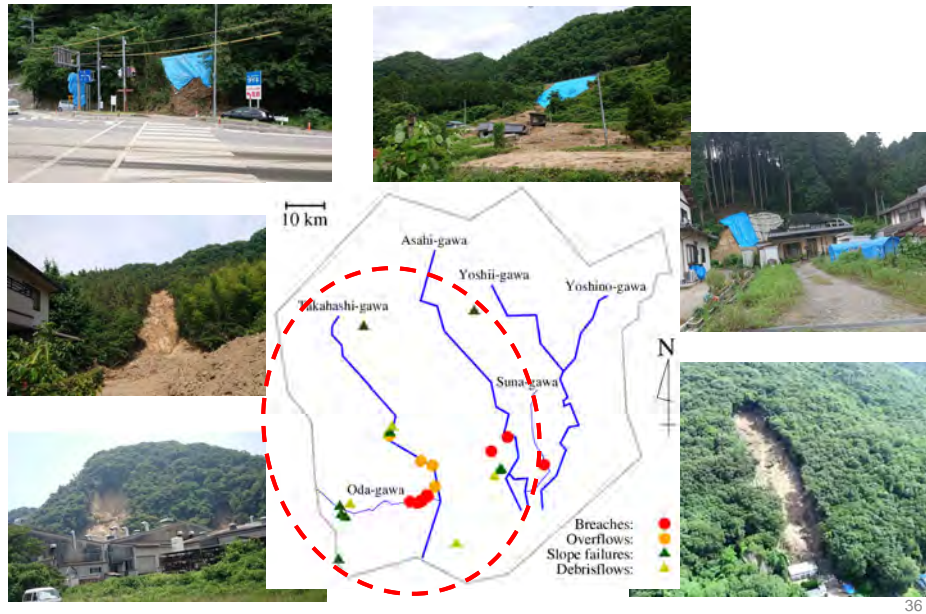 10 km
Asahi-gawa
Yoshii-gawa
Yoshino-gawa
Takahashi-gawa
N
Suna-gawa
Oda-gawa
Breaches:
Overflows:
Slope failures:
Debrisflows:
36